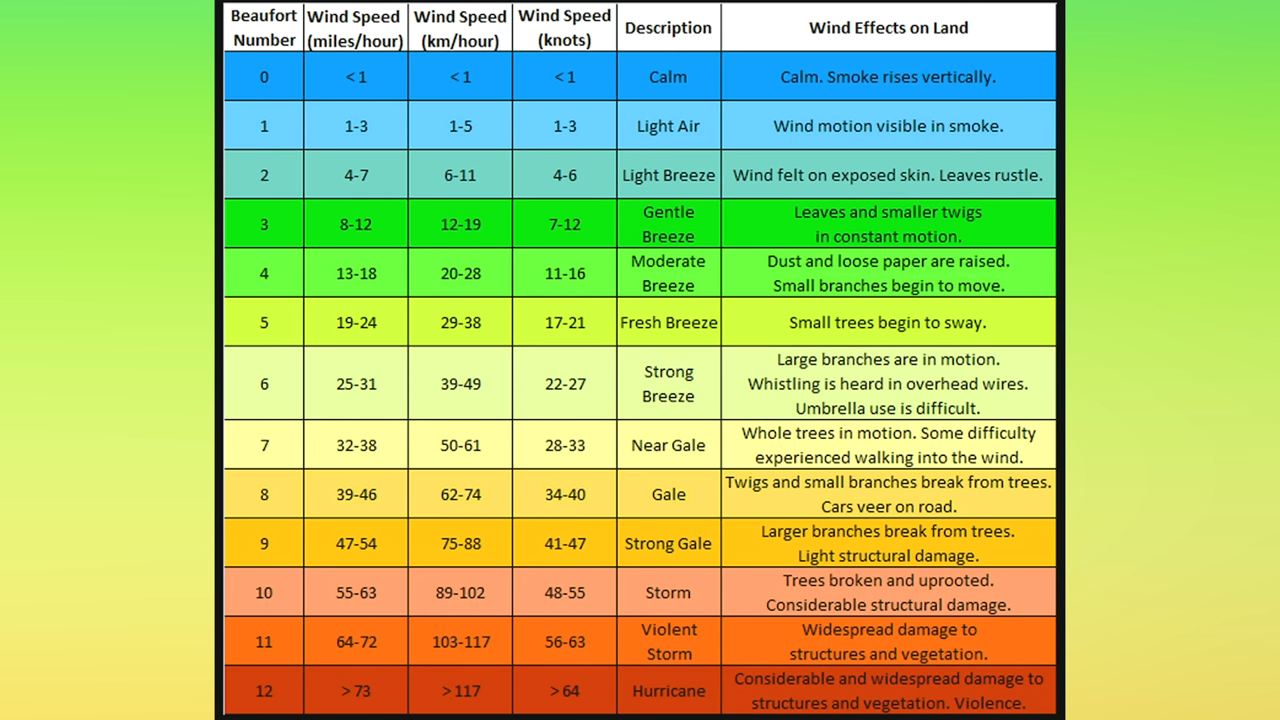 Beaufort Number | Wind Speed (miles/hour) | Wind Speed (km/hour) | Wind Speed (knots) | Description | Wind Effects on Land
0 | < 1 | < 1 | < 1 | Calm | Calm. Smoke rises vertically.
1 | 1-3 | 1-5 | 1-3 | Light Air | Wind motion visible in smoke.
2 | 4-7 | 6-11 | 4-6 | Light Breeze | Wind felt on exposed skin. Leaves rustle.
3 | 8-12 | 12-19 | 7-12 | Gentle Breeze | Leaves and smaller twigs in constant motion.
4 | 13-18 | 20-28 | 11-16 | Moderate Breeze | Dust and loose paper are raised. Small branches begin to move.
5 | 19-24 | 29-38 | 17-21 | Fresh Breeze | Small trees begin to sway.
6 | 25-31 | 39-49 | 22-27 | Strong Breeze | Large branches are in motion. Whistling is heard in overhead wires. Umbrella use is difficult.
7 | 32-38 | 50-61 | 28-33 | Near Gale | Whole trees in motion. Some difficulty experienced walking into the wind.
8 | 39-46 | 62-74 | 34-40 | Gale | Twigs and small branches break from trees. Cars veer on road.
9 | 47-54 | 75-88 | 41-47 | Strong Gale | Larger branches break from trees. Light structural damage.
10 | 55-63 | 89-102 | 48-55 | Storm | Trees broken and uprooted. Considerable structural damage.
11 | 64-72 | 103-117 | 56-63 | Violent Storm | Widespread damage to structures and vegetation.
12 | > 73 | > 117 | > 64 | Hurricane | Considerable and widespread damage to structures and vegetation. Violence.